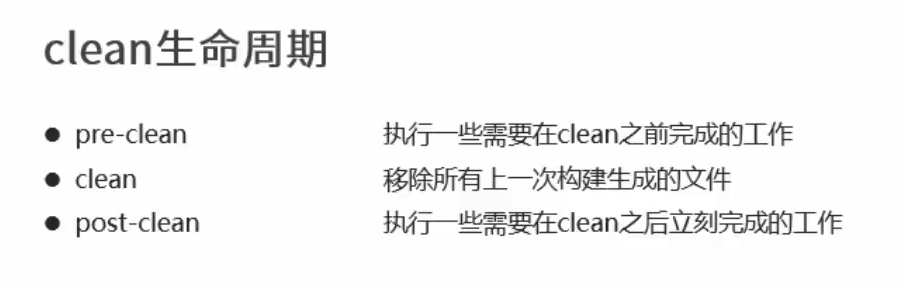 clean生命周期
● pre-clean 执行一些需要在clean之前完成的工作
● clean 移除所有上一次构建生成的文件
● post-clean 执行一些需要在clean之后立刻完成的工作